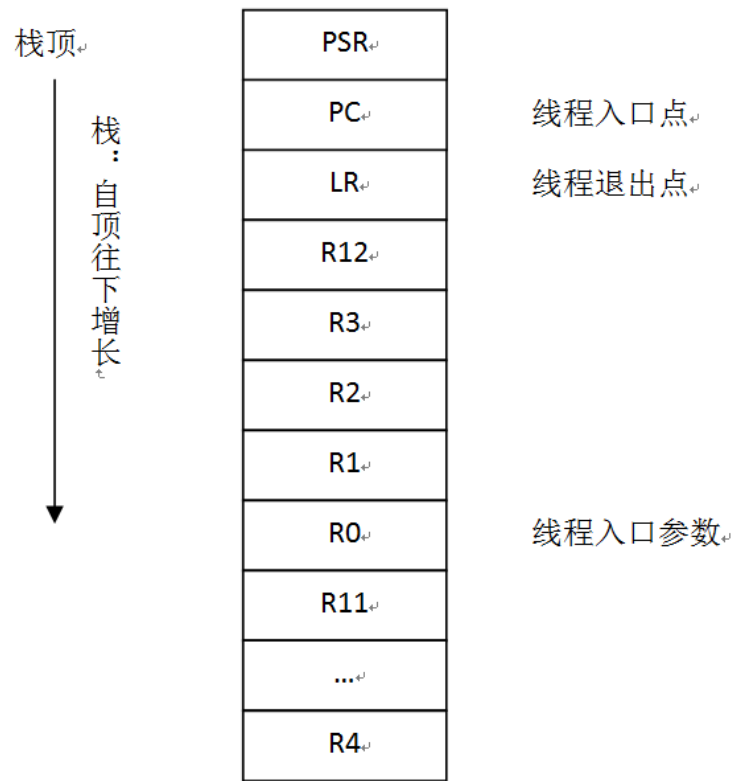 栈顶
PSR
PC
线程入口点
栈：自顶往下增长
LR
线程退出点
R12
R3
R2
R1
R0
线程入口参数
R11
...
R4